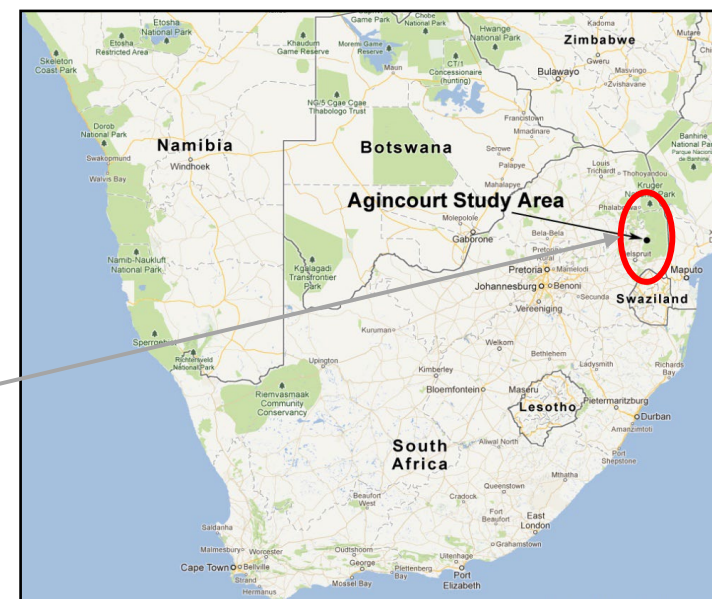 Etosha
National Park
Etosha
Restricted Area
Skeleton
Coast Park
Khaudum
Game Reserve
Game Park
Chobe
National Park
Moremi Game
Reserve
Maun
CT/1
Concessionaire
(hunting)
Hwange
National Park
Kadoma
Zimbabwe
Mutare
Gweru
Bulawayo
Masvingo
Zvishavane
NG/5 Cgae Cgae
Tlhabologo Trust
Francistown
Mmadinare
Dorob
National Park
Namibia
Botswana
Serowe
Palapye
Banhine
National Park
Swakopmund
Windhoek
Walvis Bay
Mahalapye
Louis
Trichardt
Thohoyandou
Kruger
Agincourt Study Area
Molepolole
Gaborone
Bela-Bela
Namib-Naukluft
National Park
Kgalagadi
Transfrontier
Park
Pretoria
Mamelodi
Maputo
Johannesburg
Benoni
Secunda
Swaziland
Vereeniging
Kuruman
Welkom
Richtersveld
National Park
Upington
Bethlehem
Kimberley
Ladysmith
Richards
Bay
Riemvasmaak
Community
Conservancy
Bloemfontein
Maseru
Lesotho
Pietermaritzburg
Durban
Amanzimtoti
South
Africa
Aliwal North
Port
Shepstone
Mthatha
Queenstown
Beaufort
West
Cradock
Fort
Beaufort
East
London
Saldanha
Grahamstown
Malmesbury
Worcester
Oudtshoorn
Uitenhage
Cape Town
Bellville
George
Plettenberg
Bay
Port
Elizabeth
Strand
Mossel Bay
Hermanus